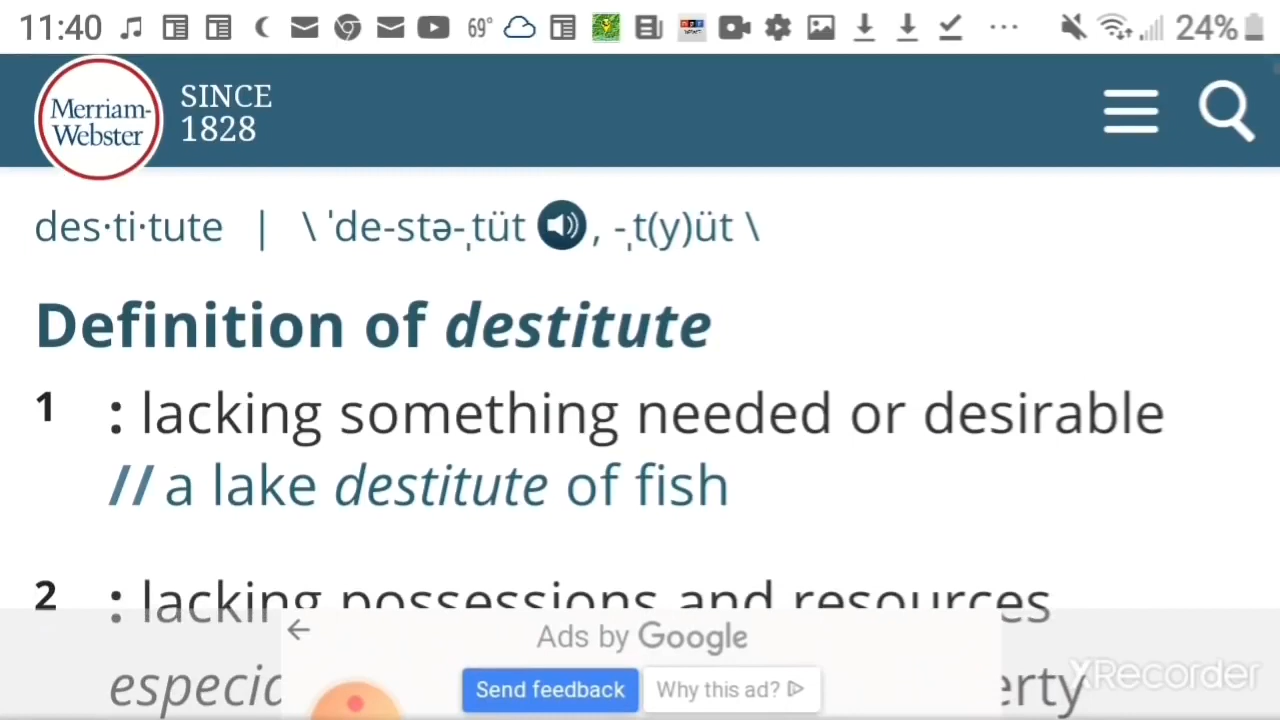 11:40 69° 24%
Merriam-
Webster
SINCE
1828
des·ti·tute | \ ˈde-stə-ˌtüt , -ˌt(y)üt \
Definition of destitute
1 : lacking something needed or desirable
// a lake destitute of fish
2 : lacking possessions and resources
Ads by Google
Send feedback Why this ad?
XRecorder